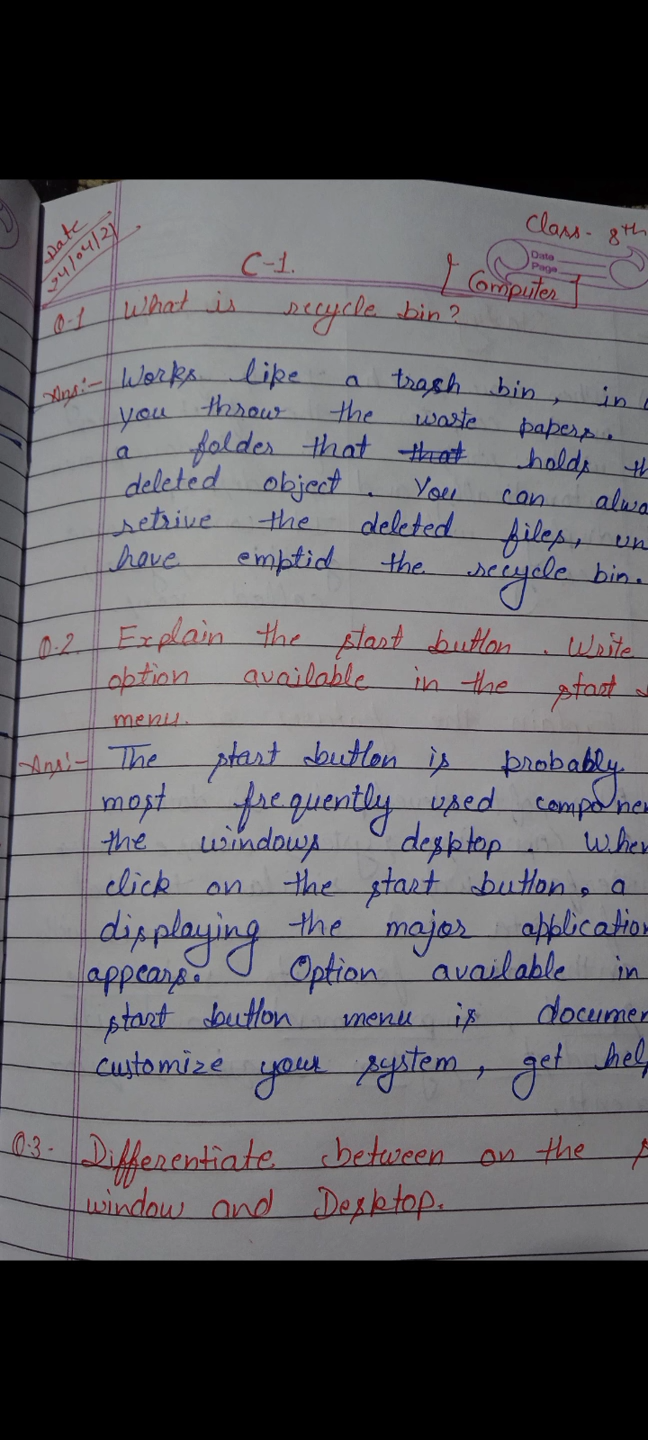 Date
24/04/21
Class - 8th
Data
Page
C-1.
[Computer]
Q-1 What is recycle bin?
Ans:- Works like a trash bin, in
you throw the waste papers.
a folder that that holds th
deleted object. You can alwa
retrive the deleted files, un
have emptid the recycle bin.
Q.2. Explain the start button. Write
option available in the start
menu.
Ans:- The start button is probably
most frequently used componen
the windows desktop. When
click on the start button, a
displaying the major application
appears. Option available in
start button menu is documen
customize your system, get hel
Q.3. Differentiate between on the
window and Desktop.